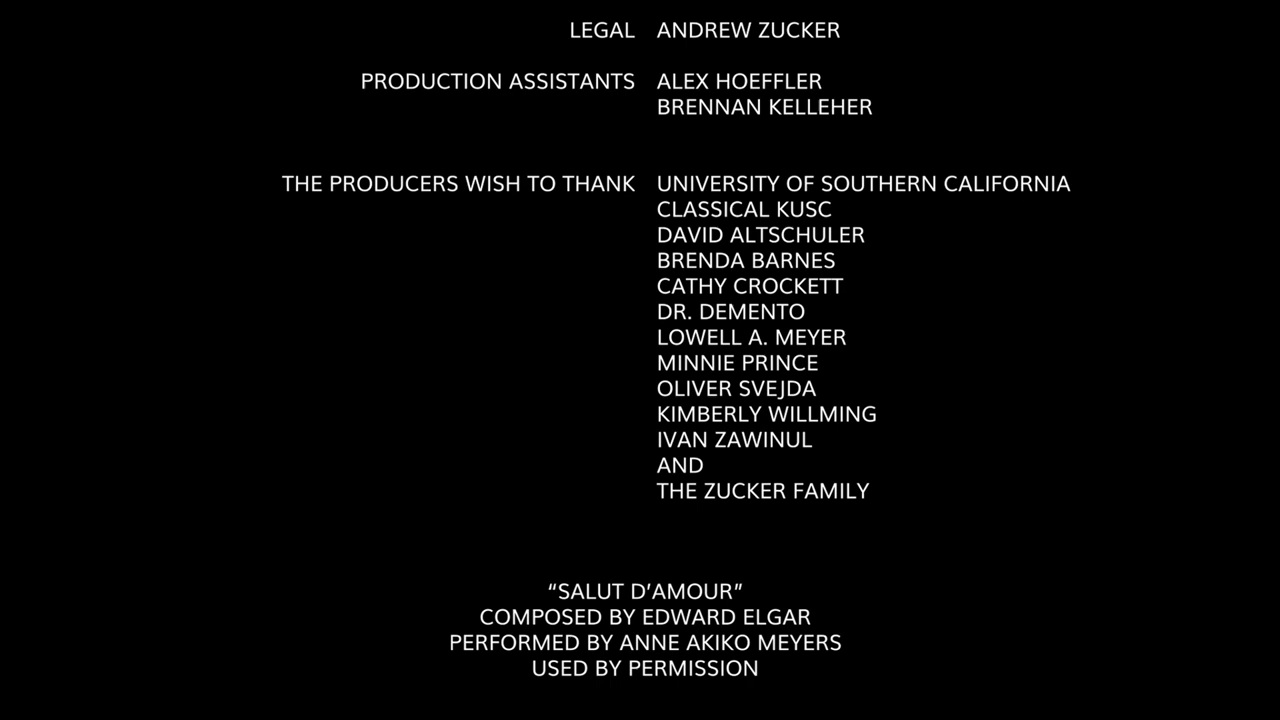 LEGAL ANDREW ZUCKER
PRODUCTION ASSISTANTS ALEX HOEFFLER
BRENNAN KELLEHER
THE PRODUCERS WISH TO THANK UNIVERSITY OF SOUTHERN CALIFORNIA
CLASSICAL KUSC
DAVID ALTSCHULER
BRENDA BARNES
CATHY CROCKETT
DR. DEMENTO
LOWELL A. MEYER
MINNIE PRINCE
OLIVER SVEJDA
KIMBERLY WILLMING
IVAN ZAWINUL
AND
THE ZUCKER FAMILY
“SALUT D’AMOUR”
COMPOSED BY EDWARD ELGAR
PERFORMED BY ANNE AKIKO MEYERS
USED BY PERMISSION